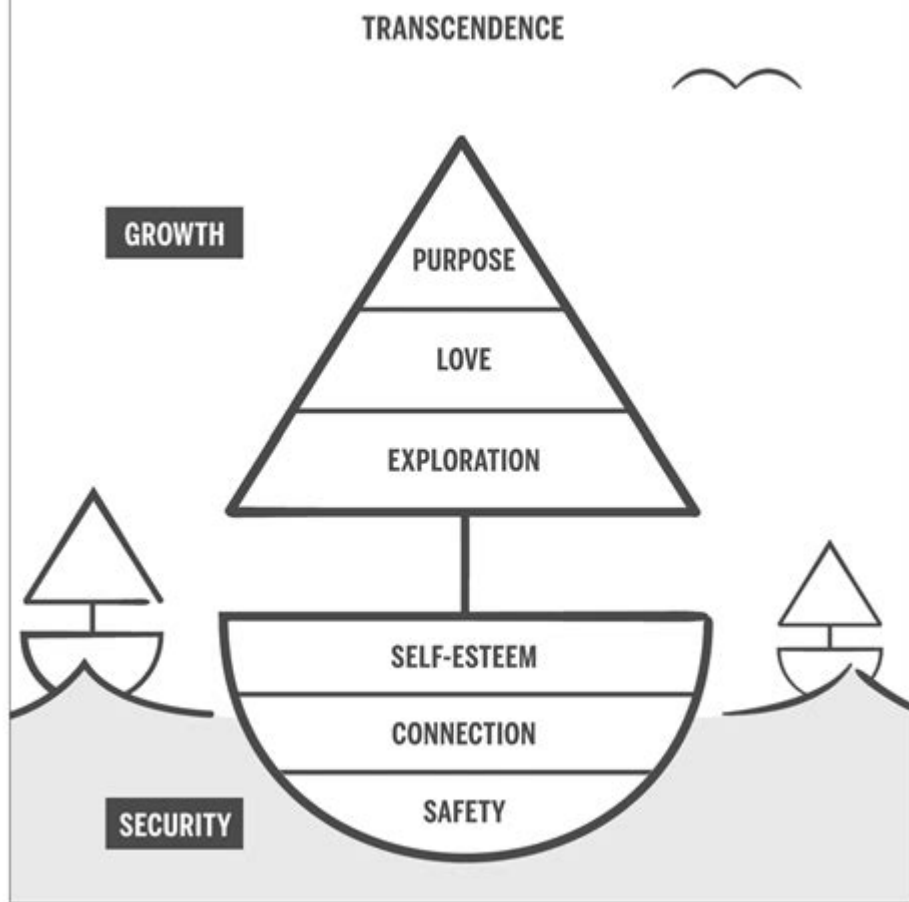 TRANSCENDENCE
GROWTH
PURPOSE
LOVE
EXPLORATION
SELF-ESTEEM
CONNECTION
SAFETY
SECURITY